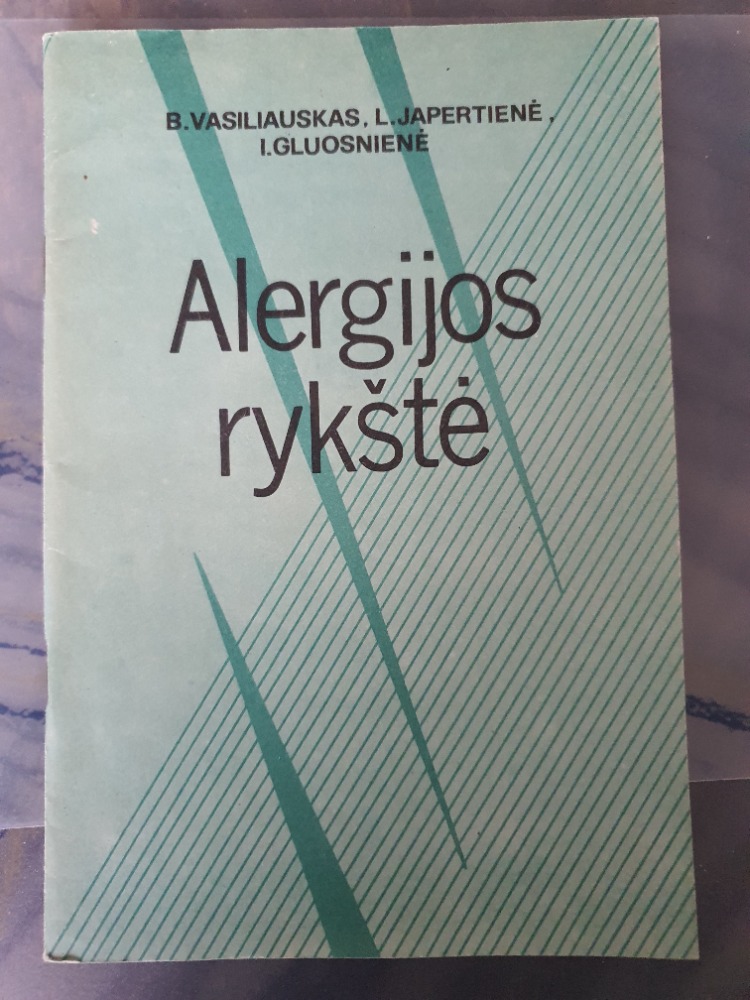 B.VASILIAUSKAS, L.JAPERTIENĖ,
I.GLUOSNIENĖ
Alergijos
rykštė